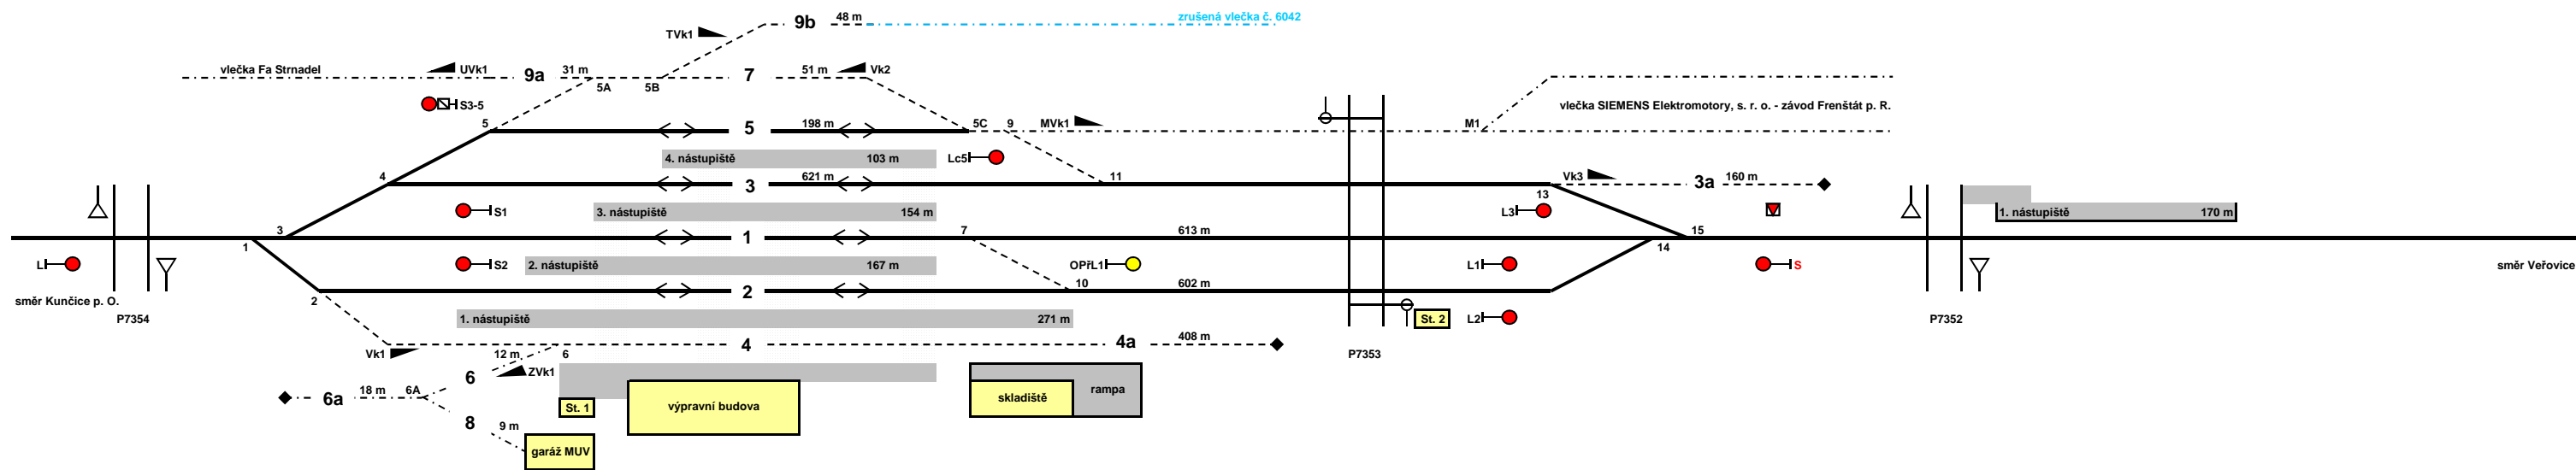 9b 48 m zrušená vlečka č. 6042
TVk1
vlečka Fa Strnadel UVk1 9a 31 m 7 51 m Vk2
5A 5B
S3-5 vlečka SIEMENS Elektromotory, s. r. o. - závod Frenštát p. R.
5 5 198 m 5C 9 MVk1 M1
4. nástupiště 103 m Lc5
4 3 621 m 11 Vk3 3a 160 m
13
S1 3. nástupiště 154 m L3 1. nástupiště 170 m
3 1 7 613 m 15
1 14
L S2 2. nástupiště 167 m OPřL1 L1 S směr Veřovice
směr Kunčice p. O. 2 2 10 602 m
P7354 1. nástupiště 271 m St. 2 L2 P7352
Vk1 12 m 6 4 4a 408 m P7353
6 ZVk1
6a 18 m 6A St. 1 výpravní budova skladiště rampa
8 9 m
garáž MUV